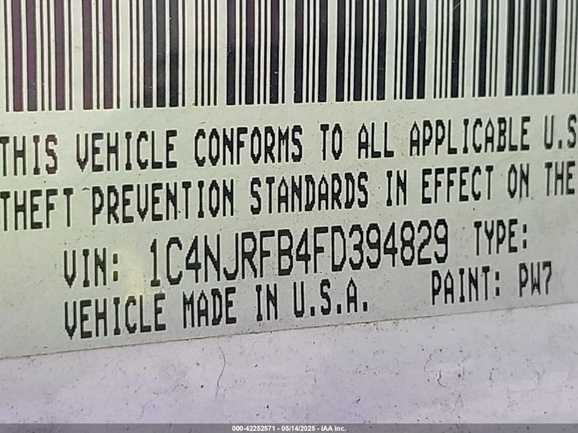 THIS VEHICLE CONFORMS TO ALL APPLICABLE U.S
THEFT PREVENTION STANDARDS IN EFFECT ON THE
VIN: 1C4NJRFB4FD394829 TYPE:
VEHICLE MADE IN U.S.A. PAINT: PW7
000-42252571 - 05/14/2025 - IAA Inc.